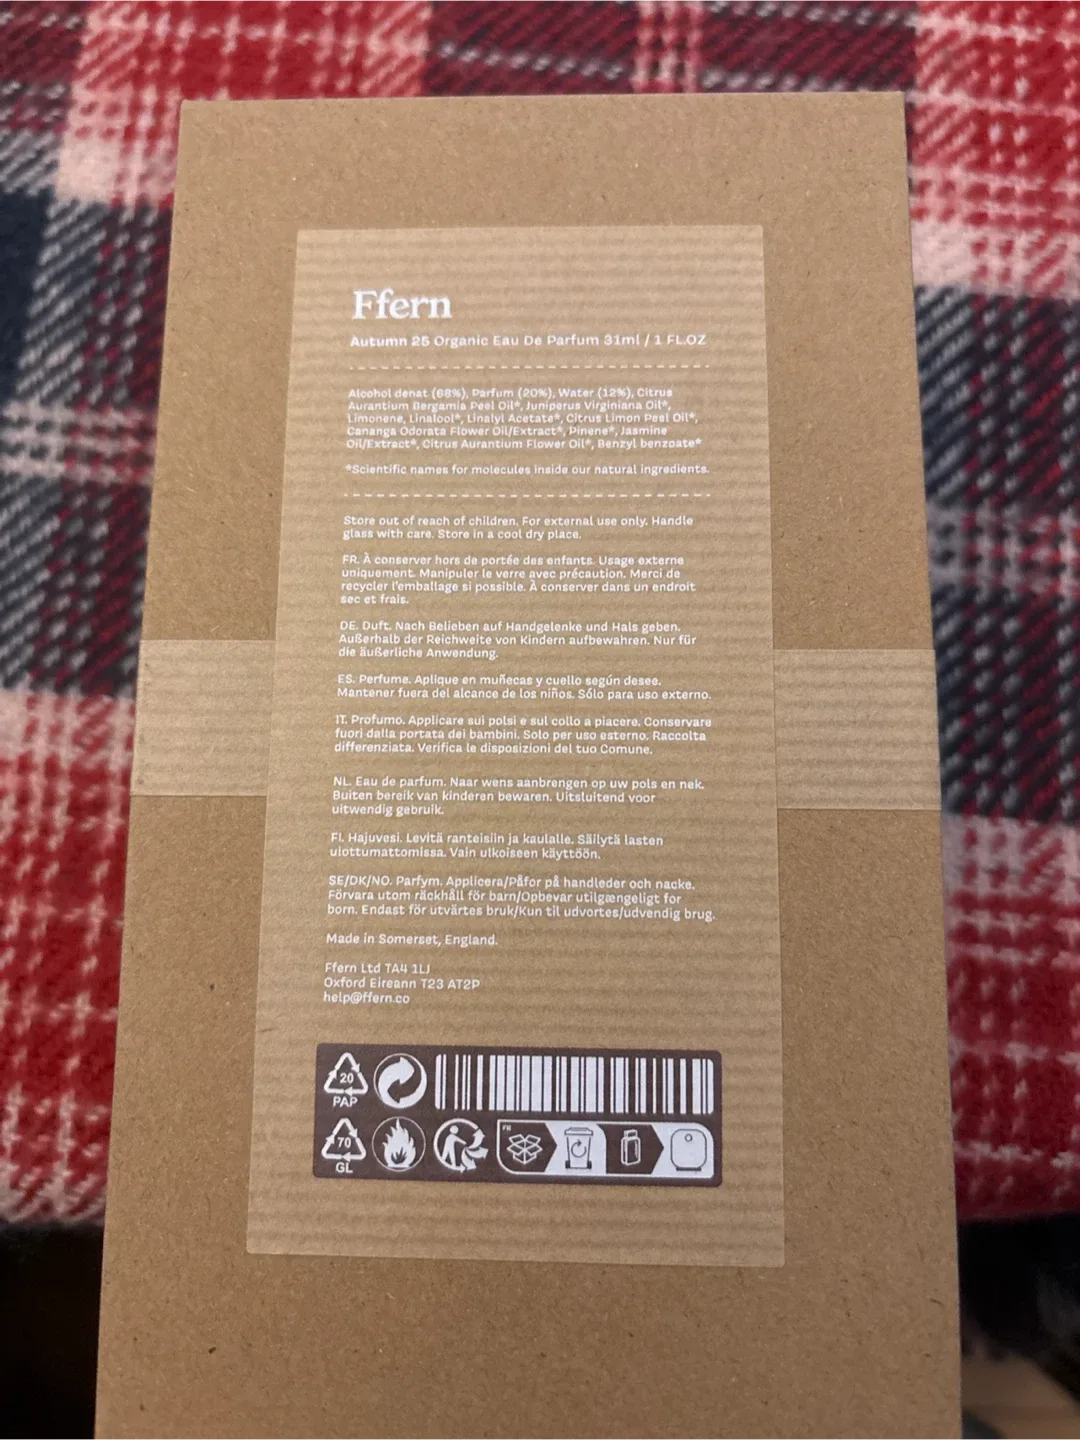 Ffern
Autumn 25 Organic Eau De Parfum 31ml / 1 FL.OZ
Alcohol denat (68%), Parfum (20%), Water (12%), Citrus
Aurantium Bergamia Peel Oil*, Juniperus Virginiana Oil*,
Limonene, Linalool*, Linalyl Acetate*, Citrus Limon Peel Oil*,
Cananga Odorata Flower Oil/Extract*, Pinene*, Jasmine
Oil/Extract*, Citrus Aurantium Flower Oil*, Benzyl benzoate*
*Scientific names for molecules inside our natural ingredients.
Store out of reach of children. For external use only. Handle
glass with care. Store in a cool dry place.
FR. À conserver hors de portée des enfants. Usage externe
uniquement. Manipuler le verre avec précaution. Merci de
recycler l'emballage si possible. À conserver dans un endroit
sec et frais.
DE. Duft. Nach Belieben auf Handgelenke und Hals geben.
Außerhalb der Reichweite von Kindern aufbewahren. Nur für
die äußerliche Anwendung.
ES. Perfume. Aplique en muñecas y cuello según desee.
Mantener fuera del alcance de los niños. Sólo para uso externo.
IT. Profumo. Applicare sui polsi e sul collo a piacere. Conservare
fuori dalla portata dei bambini. Solo per uso esterno. Raccolta
differenziata. Verifica le disposizioni del tuo Comune.
NL. Eau de parfum. Naar wens aanbrengen op uw pols en nek.
Buiten bereik van kinderen bewaren. Uitsluitend voor
uitwendig gebruik.
FI. Hajuvesi. Levitä ranteisiin ja kaulalle. Säilytä lasten
ulottumattomissa. Vain ulkoiseen käyttöön.
SE/DK/NO. Parfym. Applicera/Påfør på handleder och nacke.
Förvara utom räckhåll för barn/Opbevar utilgængeligt for
born. Endast för utvärtes bruk/Kun til udvortes/udvendig brug.
Made in Somerset, England.
Ffern Ltd TA4 1LJ
Oxford Eireann T23 AT2P
help@ffern.co
20
PAP
70
GL
FR